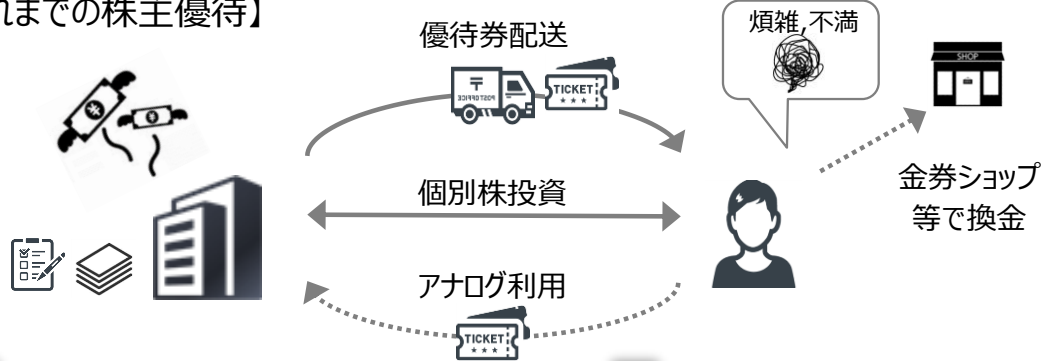 れまでの株主優待】
優待券配送
煩雑,不満
SHOP
〒
POST OFFICE
TICKET
個別株投資
金券ショップ
等で換金
アナログ利用
TICKET